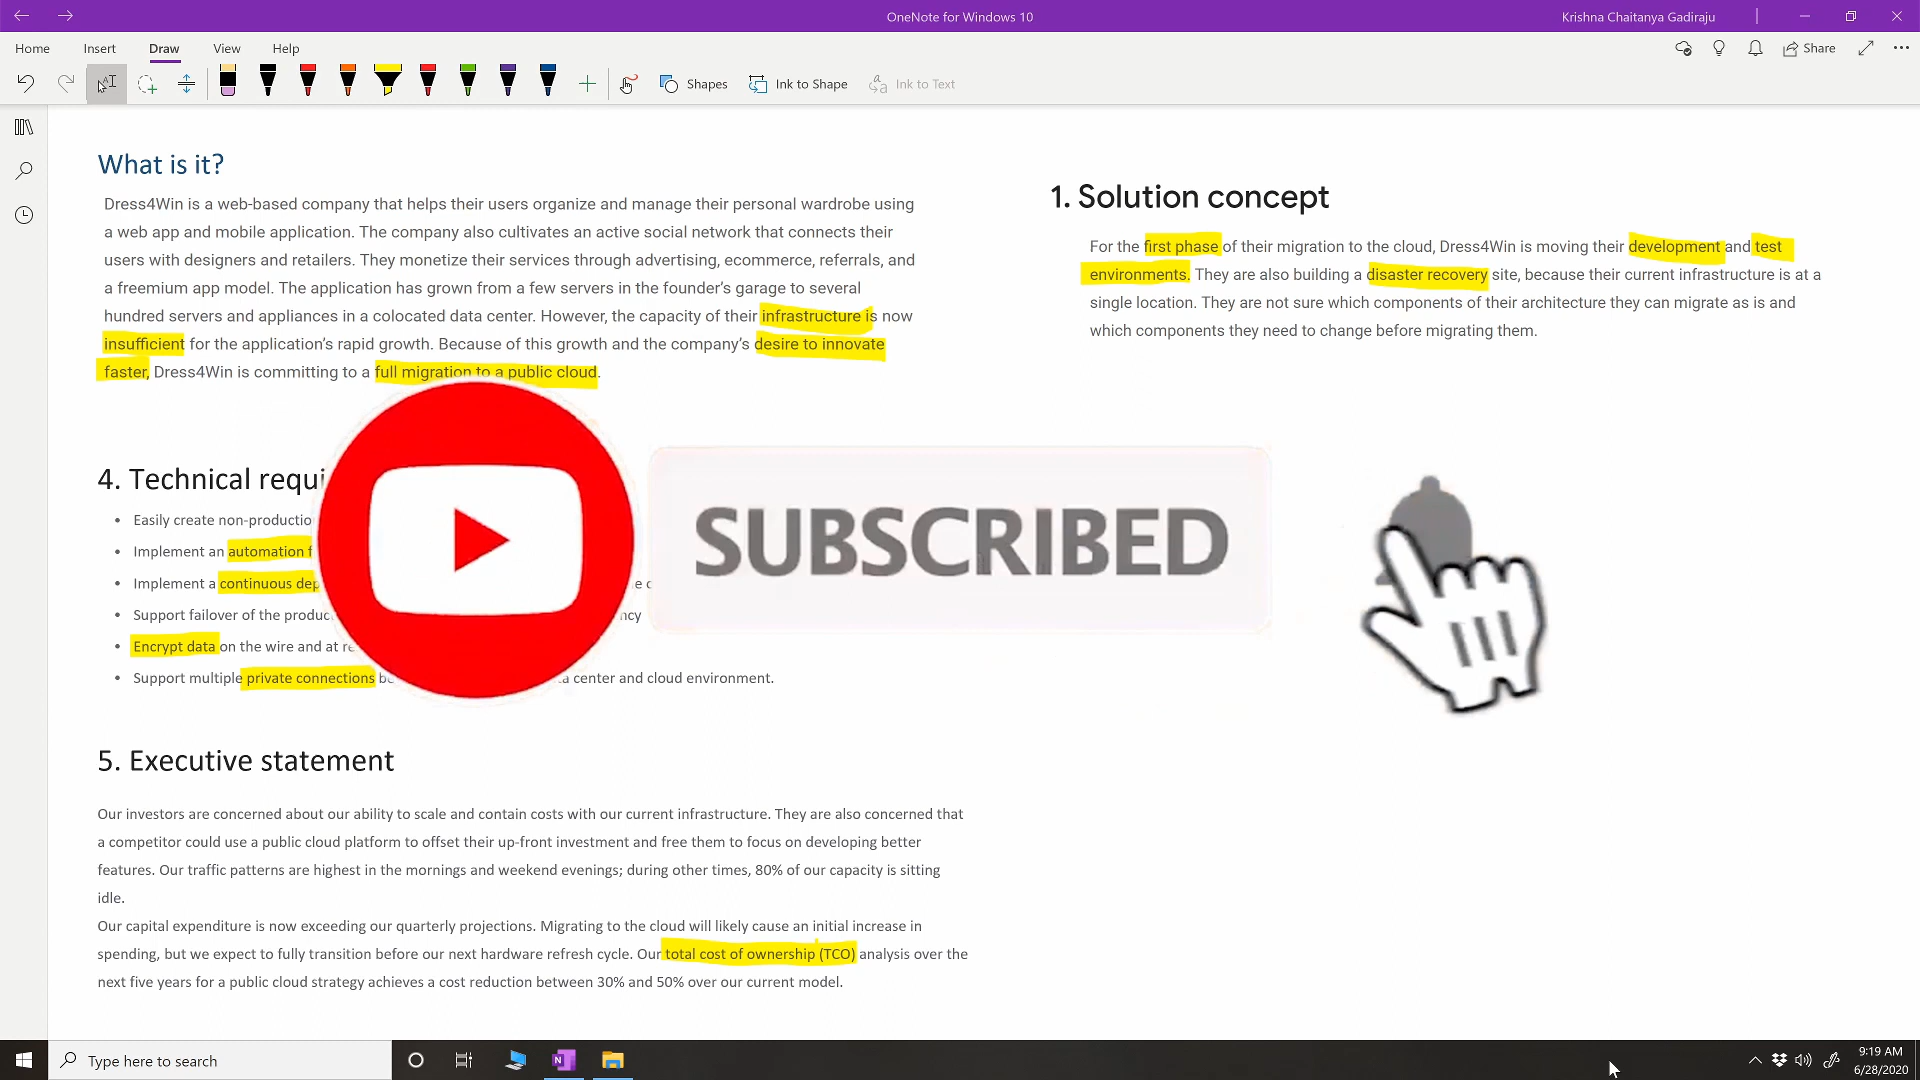 OneNote for Windows 10
Krishna Chaitanya Gadiraju
Home Insert Draw View Help
Share
Shapes
Ink to Shape
Ink to Text
What is it?
Dress4Win is a web-based company that helps their users organize and manage their personal wardrobe using
a web app and mobile application. The company also cultivates an active social network that connects their
users with designers and retailers. They monetize their services through advertising, ecommerce, referrals, and
a freemium app model. The application has grown from a few servers in the founder's garage to several
hundred servers and appliances in a colocated data center. However, the capacity of their infrastructure is now
insufficient for the application's rapid growth. Because of this growth and the company's desire to innovate
faster, Dress4Win is committing to a full migration to a public cloud.
1. Solution concept
For the first phase of their migration to the cloud, Dress4Win is moving their development and test
environments. They are also building a disaster recovery site, because their current infrastructure is at a
single location. They are not sure which components of their architecture they can migrate as is and
which components they need to change before migrating them.
4. Technical requi
• Easily create non-productio
• Implement an automation f
• Implement a continuous dep
• Support failover of the produc ncy
• Encrypt data on the wire and at re
• Support multiple private connections be a center and cloud environment.
SUBSCRIBED
5. Executive statement
Our investors are concerned about our ability to scale and contain costs with our current infrastructure. They are also concerned that
a competitor could use a public cloud platform to offset their up-front investment and free them to focus on developing better
features. Our traffic patterns are highest in the mornings and weekend evenings; during other times, 80% of our capacity is sitting
idle.
Our capital expenditure is now exceeding our quarterly projections. Migrating to the cloud will likely cause an initial increase in
spending, but we expect to fully transition before our next hardware refresh cycle. Our total cost of ownership (TCO) analysis over the
next five years for a public cloud strategy achieves a cost reduction between 30% and 50% over our current model.
Type here to search
9:19 AM
6/28/2020